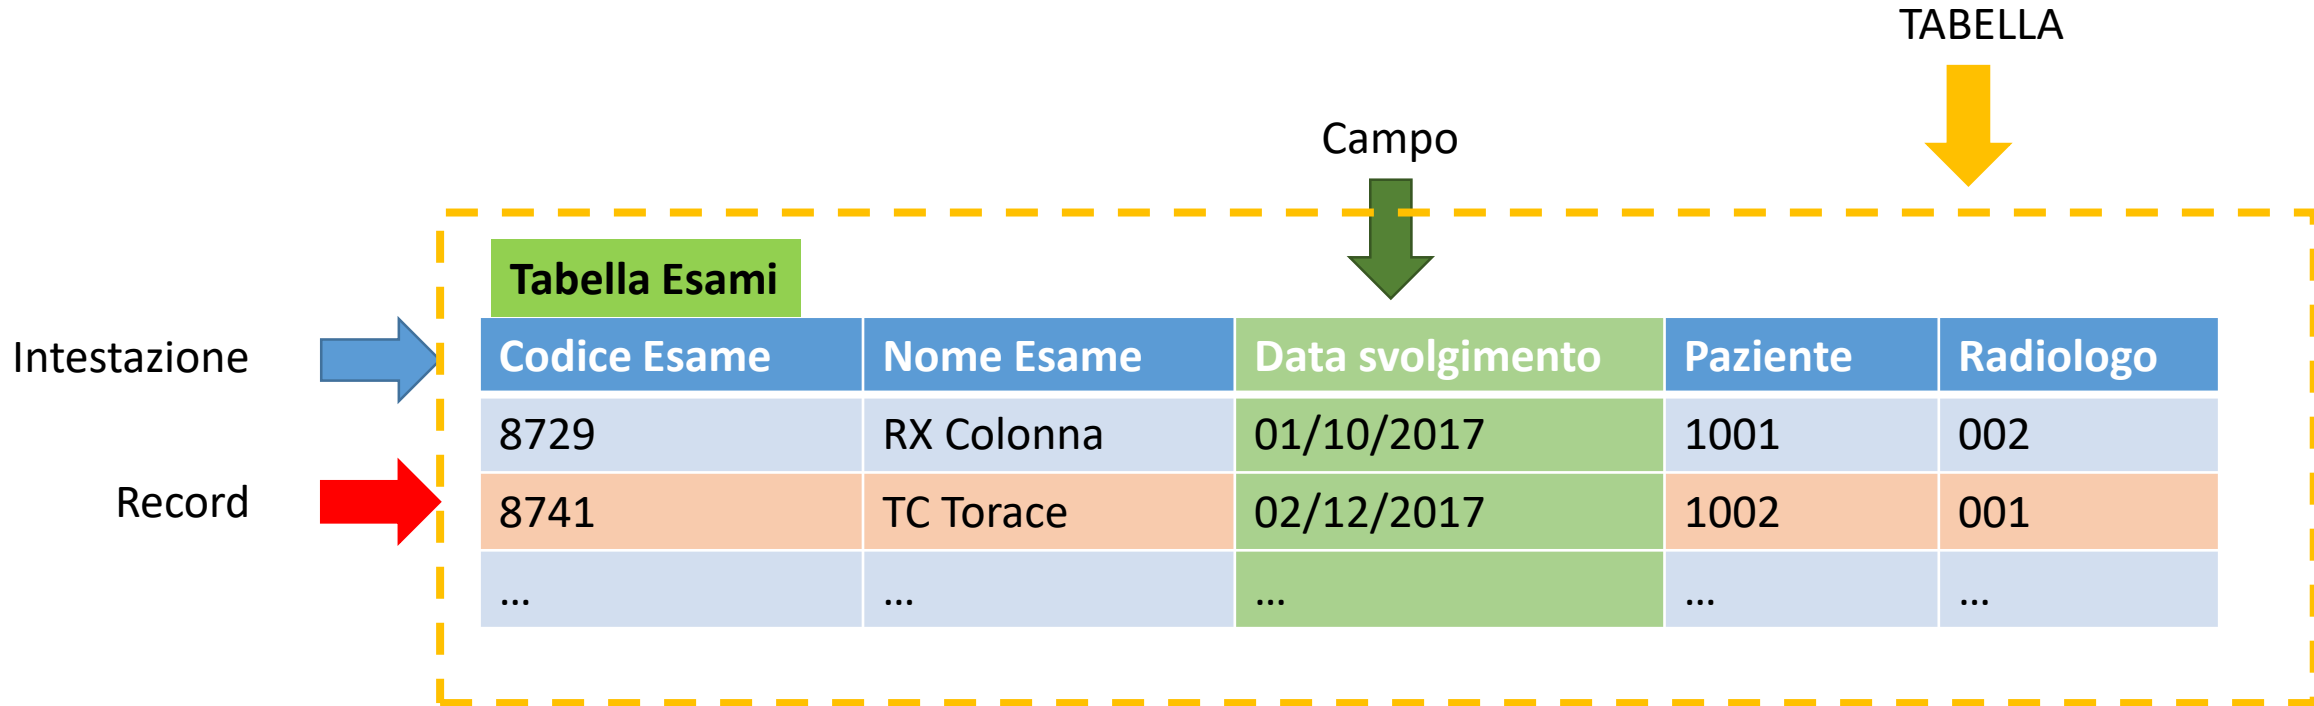 TABELLA
Campo
Tabella Esami
Intestazione
Codice Esame Nome Esame Data svolgimento Paziente Radiologo
8729 RX Colonna 01/10/2017 1001 002
Record
8741 TC Torace 02/12/2017 1002 001
... ... ... ... ...